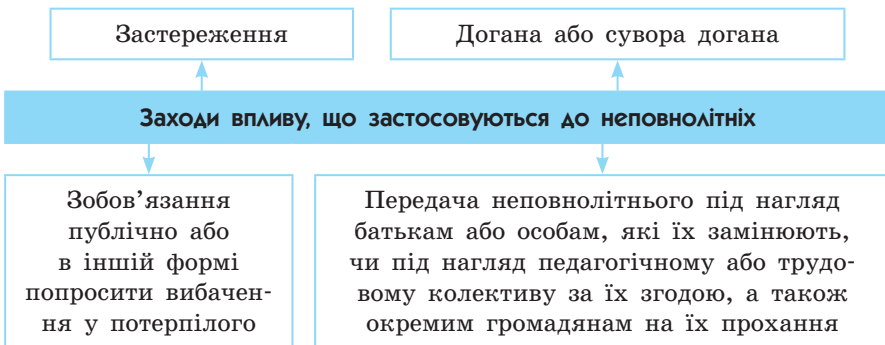 Застереження
Догана або сувора догана
Заходи впливу, що застосовуються до неповнолітніх
Зобов’язання
публічно або
в іншій формі
попросити вибачен-
ня у потерпілого
Передача неповнолітнього під нагляд
батькам або особам, які їх замінюють,
чи під нагляд педагогічному або трудо-
вому колективу за їх згодою, а також
окремим громадянам на їх прохання